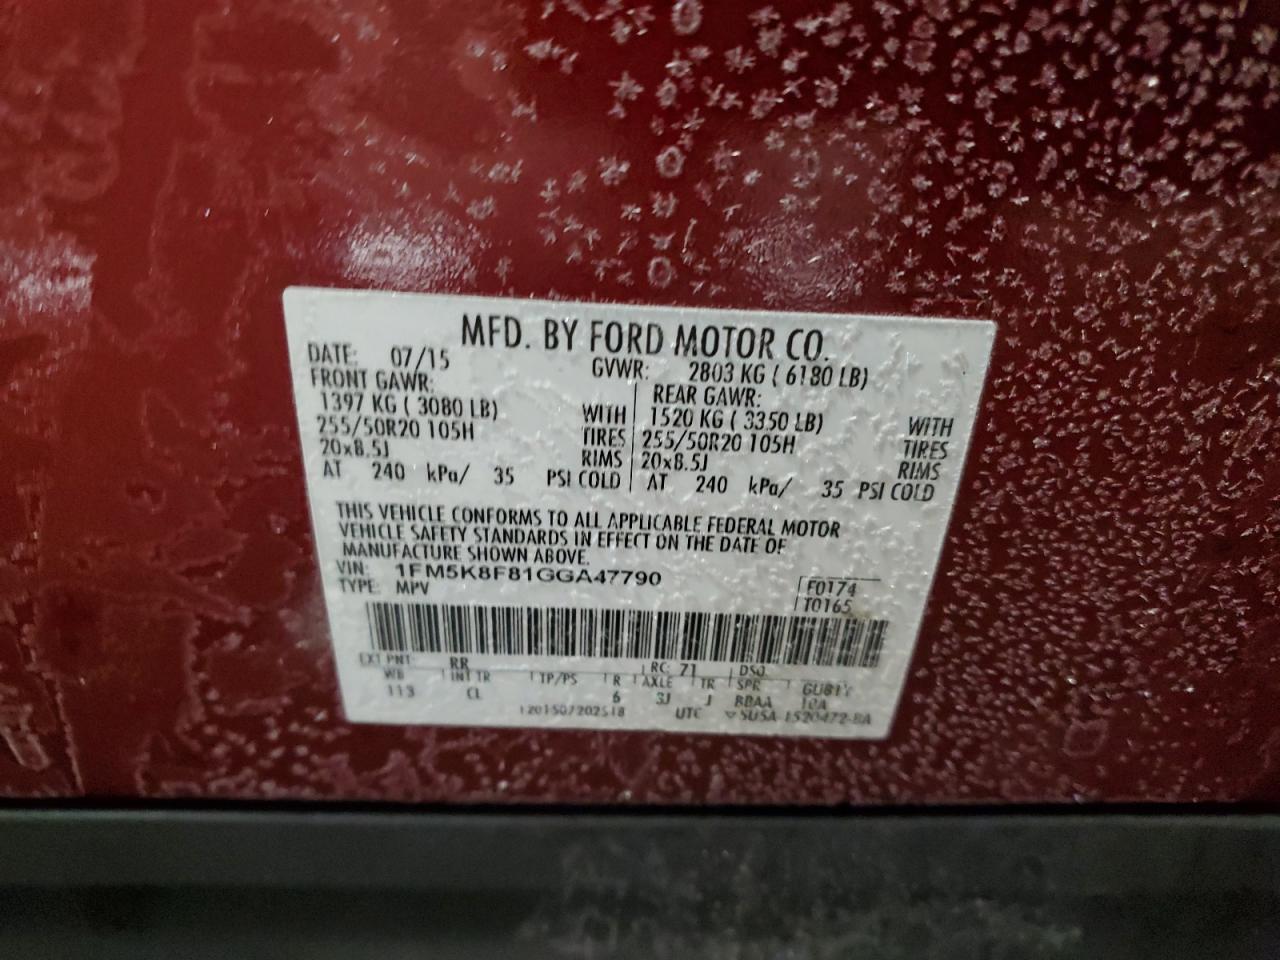 MFD. BY FORD MOTOR CO.
DATE: 07/15 GVWR: 2803 KG ( 6180 LB)
FRONT GAWR: REAR GAWR:
1397 KG ( 3080 LB) WITH 1520 KG ( 3350 LB) WITH
255/50R20 105H TIRES 255/50R20 105H TIRES
20x8.5J RIMS 20x8.5J RIMS
AT 240 kPa/ 35 PSI COLD AT 240 kPa/ 35 PSI COLD
THIS VEHICLE CONFORMS TO ALL APPLICABLE FEDERAL MOTOR
VEHICLE SAFETY STANDARDS IN EFFECT ON THE DATE OF
MANUFACTURE SHOWN ABOVE.
VIN: 1FM5K8F81GGA47790
TYPE: MPV
F0174
T0165
EXT PNT: RR RC: 71 DSO:
WB INT TR TP/PS R AXLE TR SPR
113 CL 6 3J J BBAA
UTC